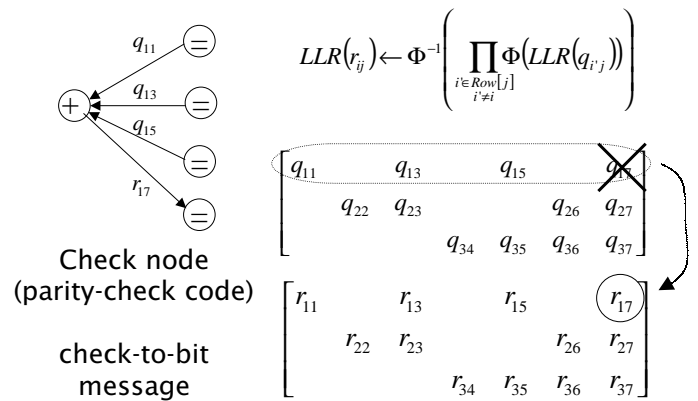 q₁₁
q₁₃
q₁₅
r₁₇
=
=
+
=
=
LLR(rᵢⱼ) ← Φ⁻¹(∏ Φ(LLR(qᵢ'ⱼ)))
i'∈Row[j]
i'≠i
q₁₁ q₁₃ q₁₅ q₁₇
q₂₂ q₂₃ q₂₆ q₂₇
q₃₄ q₃₅ q₃₆ q₃₇
Check node
(parity-check code)
r₁₁ r₁₃ r₁₅ r₁₇
r₂₂ r₂₃ r₂₆ r₂₇
r₃₄ r₃₅ r₃₆ r₃₇
check-to-bit
message